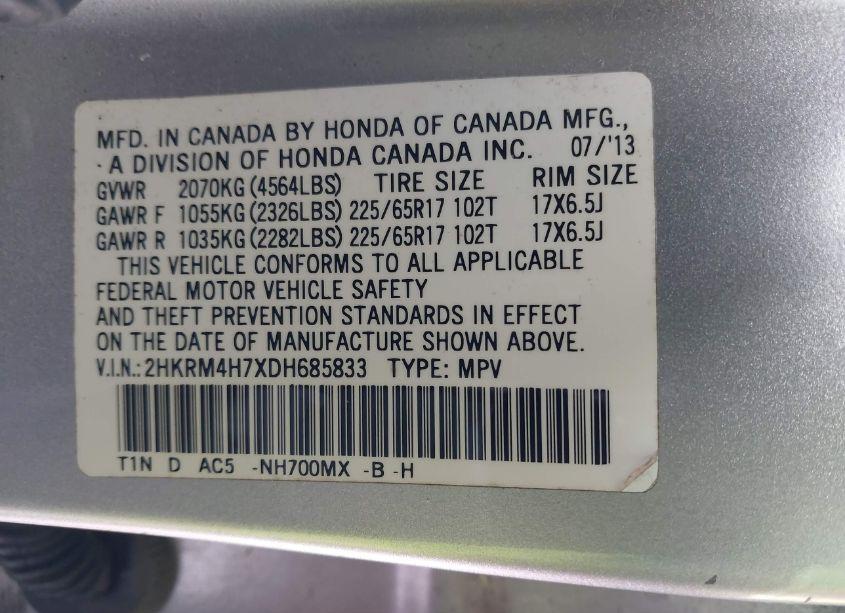 MFD. IN CANADA BY HONDA OF CANADA MFG.,
A DIVISION OF HONDA CANADA INC. 07/'13
GVWR 2070KG (4564LBS) TIRE SIZE RIM SIZE
GAWR F 1055KG (2326LBS) 225/65R17 102T 17X6.5J
GAWR R 1035KG (2282LBS) 225/65R17 102T 17X6.5J
THIS VEHICLE CONFORMS TO ALL APPLICABLE
FEDERAL MOTOR VEHICLE SAFETY
AND THEFT PREVENTION STANDARDS IN EFFECT
ON THE DATE OF MANUFACTURE SHOWN ABOVE.
V.I.N.: 2HKRM4H7XDH685833 TYPE: MPV
T1N D AC5 -NH700MX -B -H